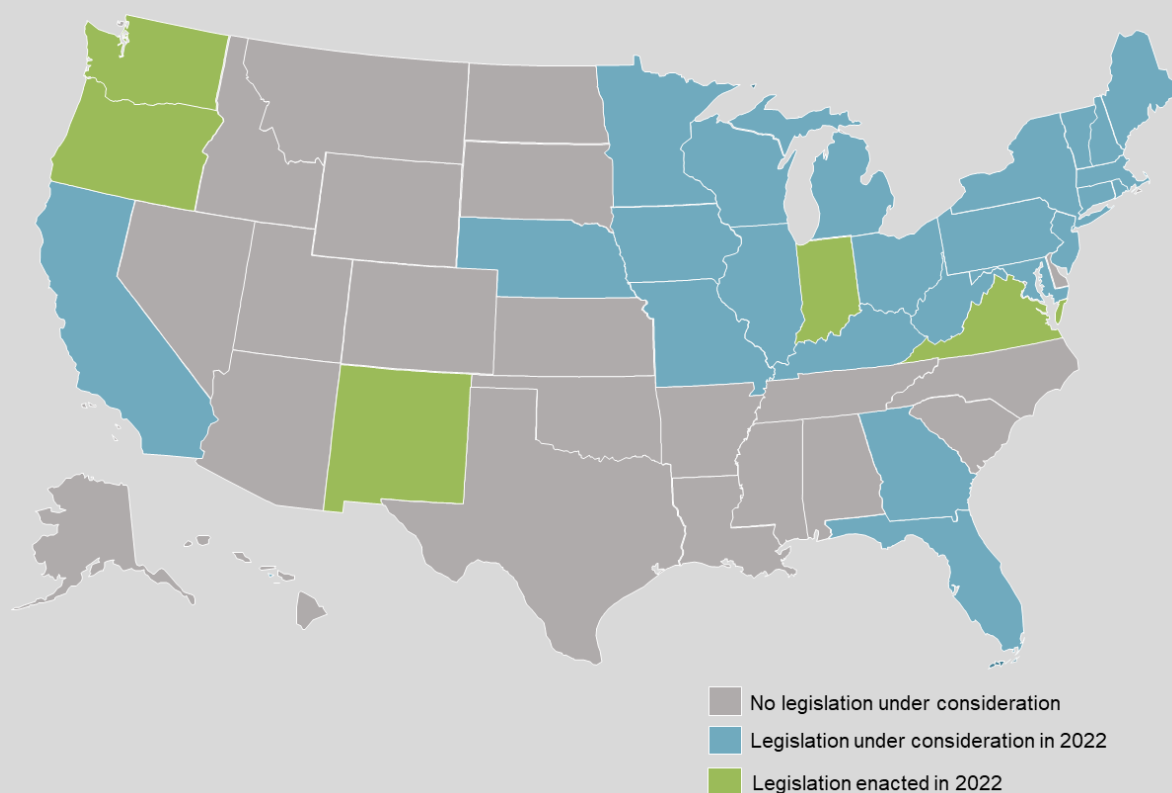 No legislation under consideration
Legislation under consideration in 2022
Legislation enacted in 2022